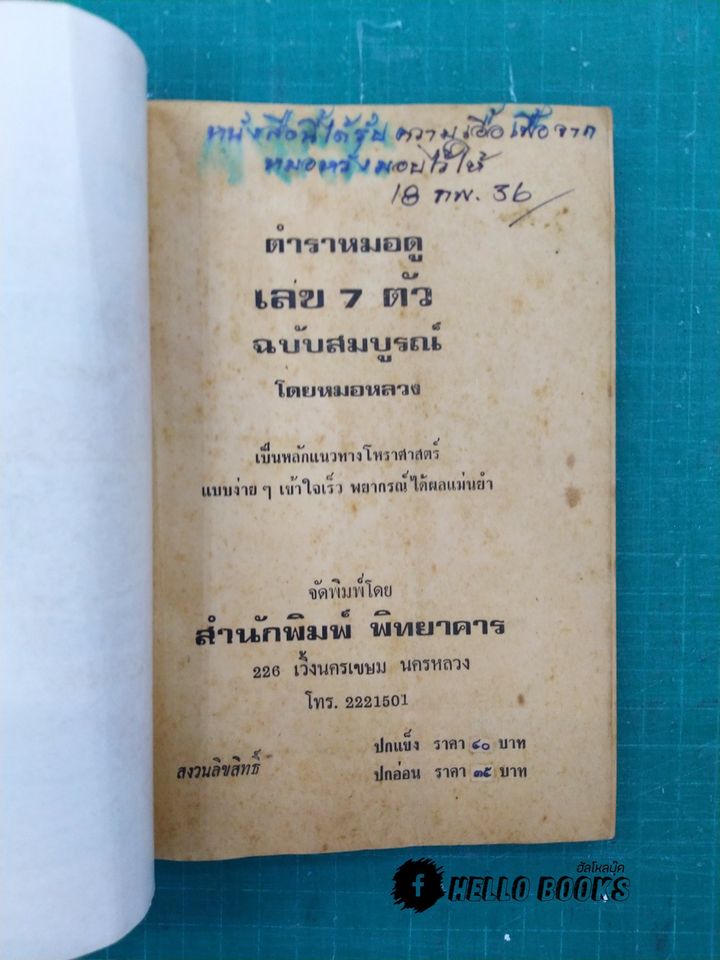 หนังสือนี้ได้รับความเอื้อเฟื้อจาก
หมอหวังมอบไว้ให้
18 กพ. 36
ตำราหมอดู
เลข 7 ตัว
ฉบับสมบูรณ์
โดยหมอหลวง
เป็นหลักแนวทางโหราศาสตร์
แบบง่าย ๆ เข้าใจเร็ว พยากรณ์ได้ผลแม่นยำ
จัดพิมพ์โดย
สำนักพิมพ์ พิทยาคาร
226 เวิ้งนครเขษม นครหลวง
โทร. 2221501
ปกแข็ง ราคา ๔๐ บาท
สงวนลิขสิทธิ์ ปกอ่อน ราคา ๓๕ บาท
ฮัลโหลบุ๊ค
f HELLO BOOKS